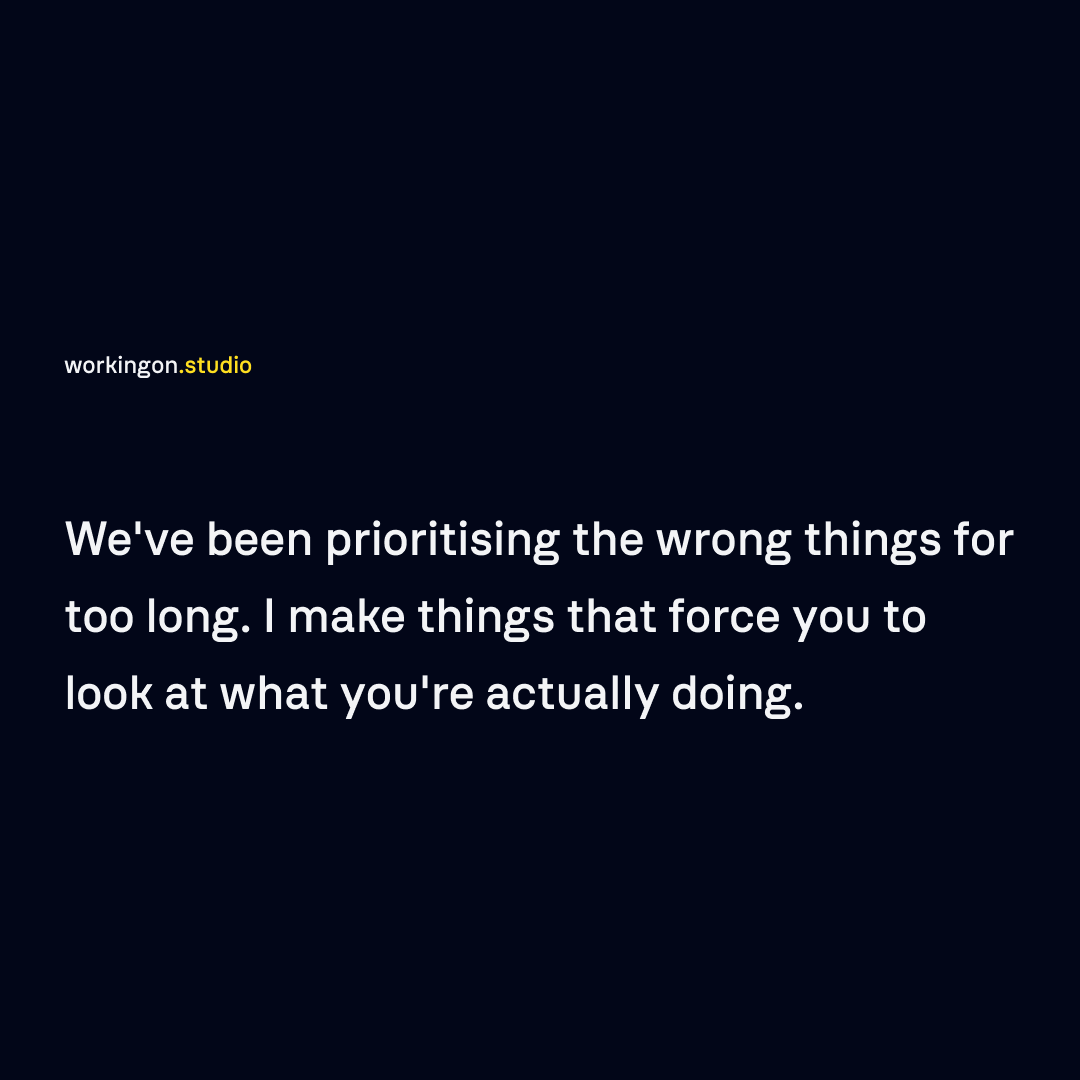 workingon.studio
We've been prioritising the wrong things for
too long. I make things that force you to
look at what you're actually doing.